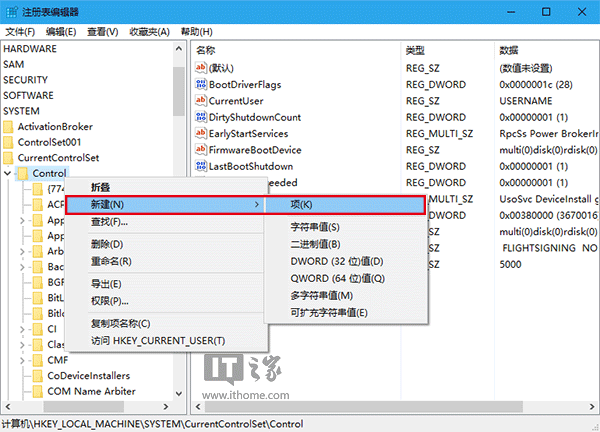 注册表编辑器
文件(F) 编辑(E) 查看(V) 收藏夹(A) 帮助(H)
HARDWARE
SAM
SECURITY
SOFTWARE
SYSTEM
ActivationBroker
ControlSet001
CurrentControlSet
Control
{774
ACP
App
App
Arb
Bac
BGF
BitL
Bitlo
CI
Clas
CMF
CoDeviceInstallers
COM Name Arbiter
折叠
新建(N)
查找(F)...
删除(D)
重命名(R)
导出(E)
权限(P)...
复制项名称(C)
访问 HKEY_CURRENT_USER(T)
项(K)
字符串值(S)
二进制值(B)
DWORD (32 位)值(D)
QWORD (64 位)值(Q)
多字符串值(M)
可扩充字符串值(E)
名称 类型 数据
(默认) REG_SZ (数值未设置)
BootDriverFlags REG_DWORD 0x0000001c (28)
CurrentUser REG_SZ USERNAME
DirtyShutdownCount REG_DWORD 0x00000001 (1)
EarlyStartServices REG_MULTI_SZ RpcSs Power BrokerIn
FirmwareBootDevice REG_SZ multi(0)disk(0)rdisk(0)
LastBootShutdown REG_DWORD 0x00000001 (1)
eeded REG_DWORD 0x00000001 (1)
_MULTI_SZ UsoSvc DeviceInstall g
_DWORD 0x00380000 (3670016
_SZ multi(0)disk(0)rdisk(0)
_SZ FLIGHTSIGNING NO
_SZ 5000
IT之家
www.ithome.com
计算机\HKEY_LOCAL_MACHINE\SYSTEM\CurrentControlSet\Control